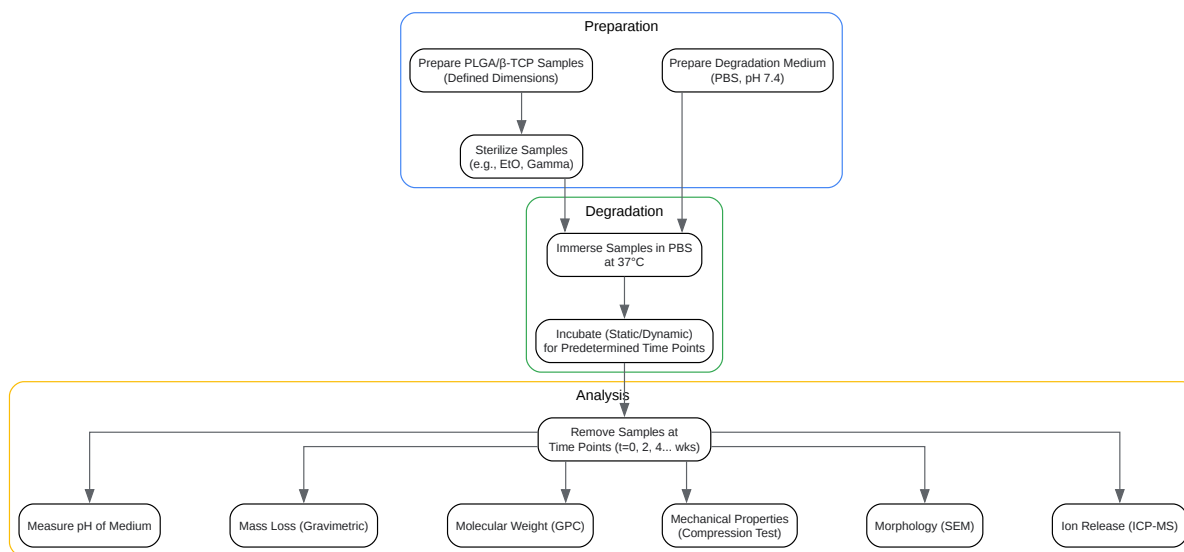 Preparation
Prepare PLGA/β-TCP Samples
(Defined Dimensions)
Prepare Degradation Medium
(PBS, pH 7.4)
Sterilize Samples
(e.g., EtO, Gamma)
Degradation
Immerse Samples in PBS
at 37°C
Incubate (Static/Dynamic)
for Predetermined Time Points
Analysis
Remove Samples at
Time Points (t=0, 2, 4... wks)
Measure pH of Medium
Mass Loss (Gravimetric)
Molecular Weight (GPC)
Mechanical Properties
(Compression Test)
Morphology (SEM)
Ion Release (ICP-MS)